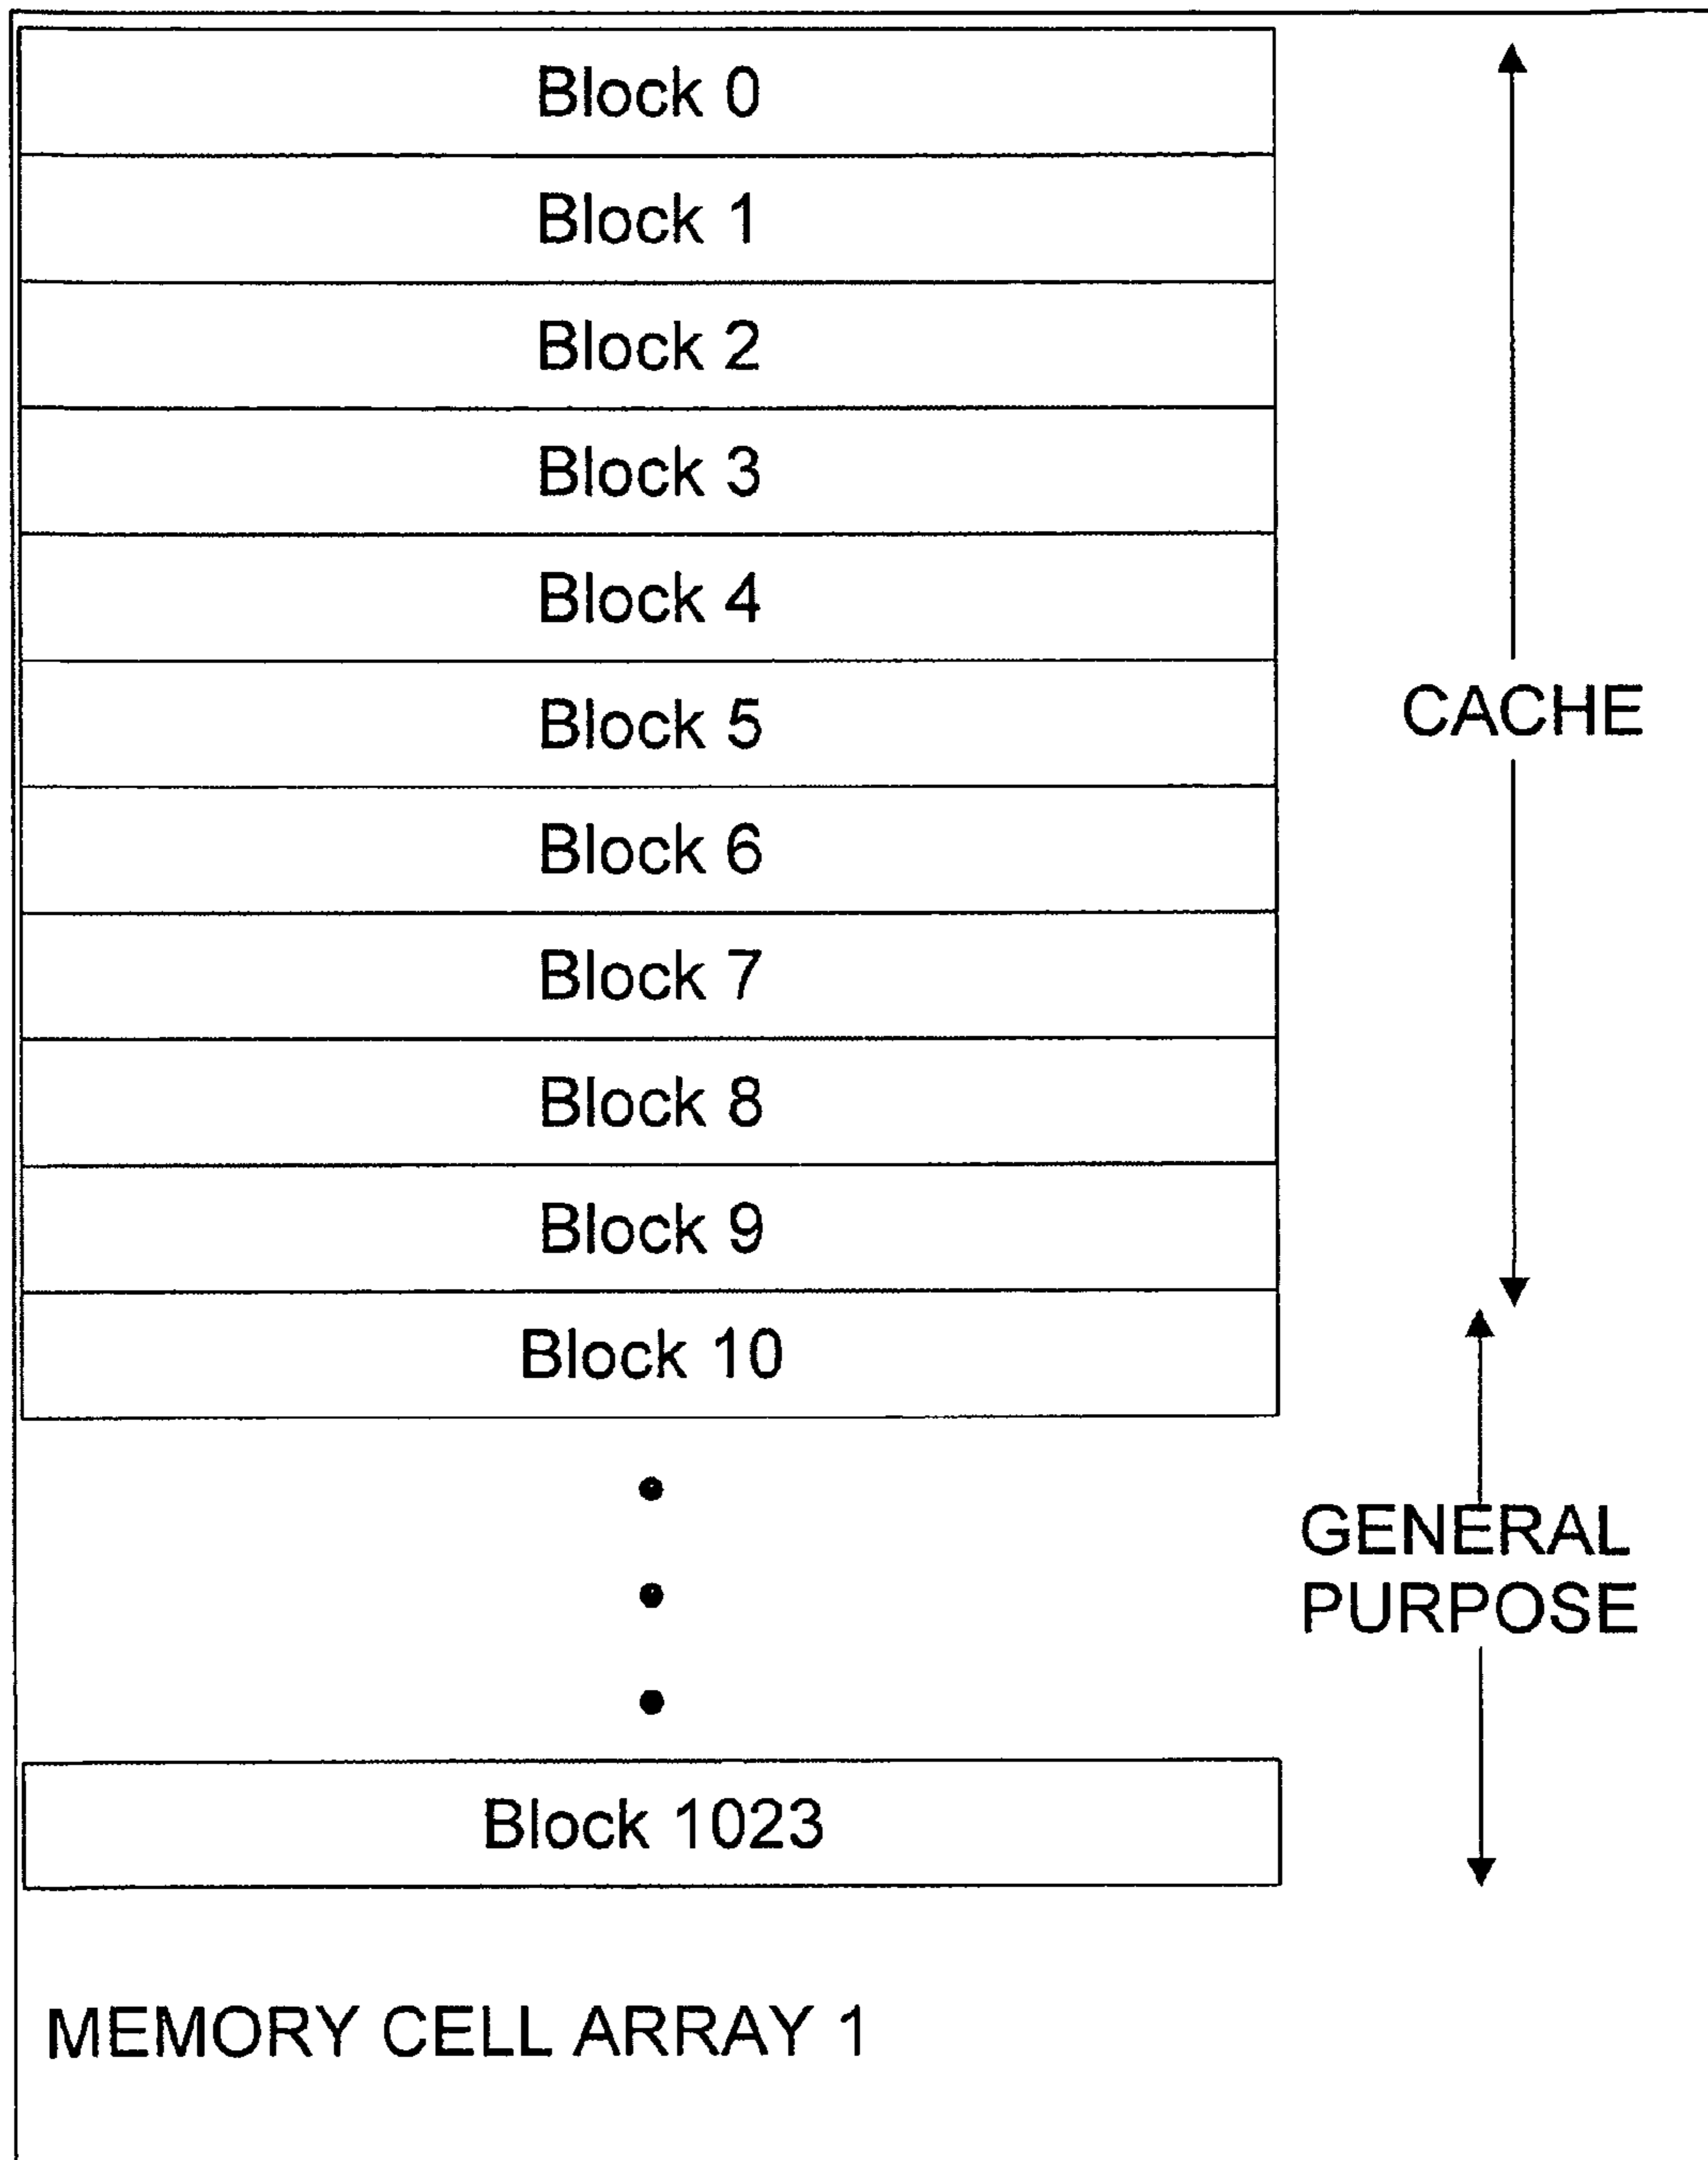 Block 0
Block 1
Block 2
Block 3
Block 4
Block 5
CACHE
Block 6
Block 7
Block 8
Block 9
Block 10
GENERAL
PURPOSE
Block 1023
MEMORY CELL ARRAY 1